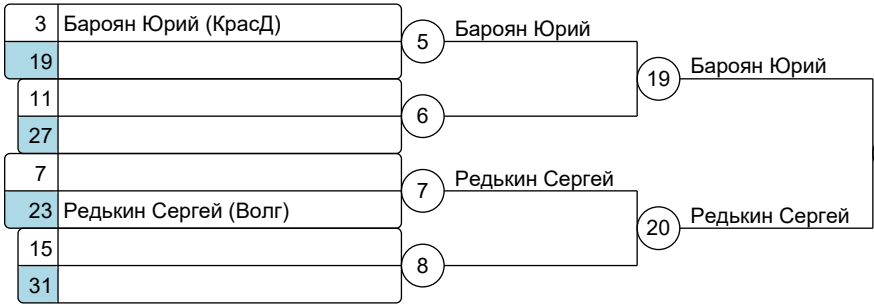 3 Бароян Юрий (КрасД)
19
5 Бароян Юрий
11
27
6
19 Бароян Юрий
7
23 Редькин Сергей (Волг)
7 Редькин Сергей
15
31
8
20 Редькин Сергей